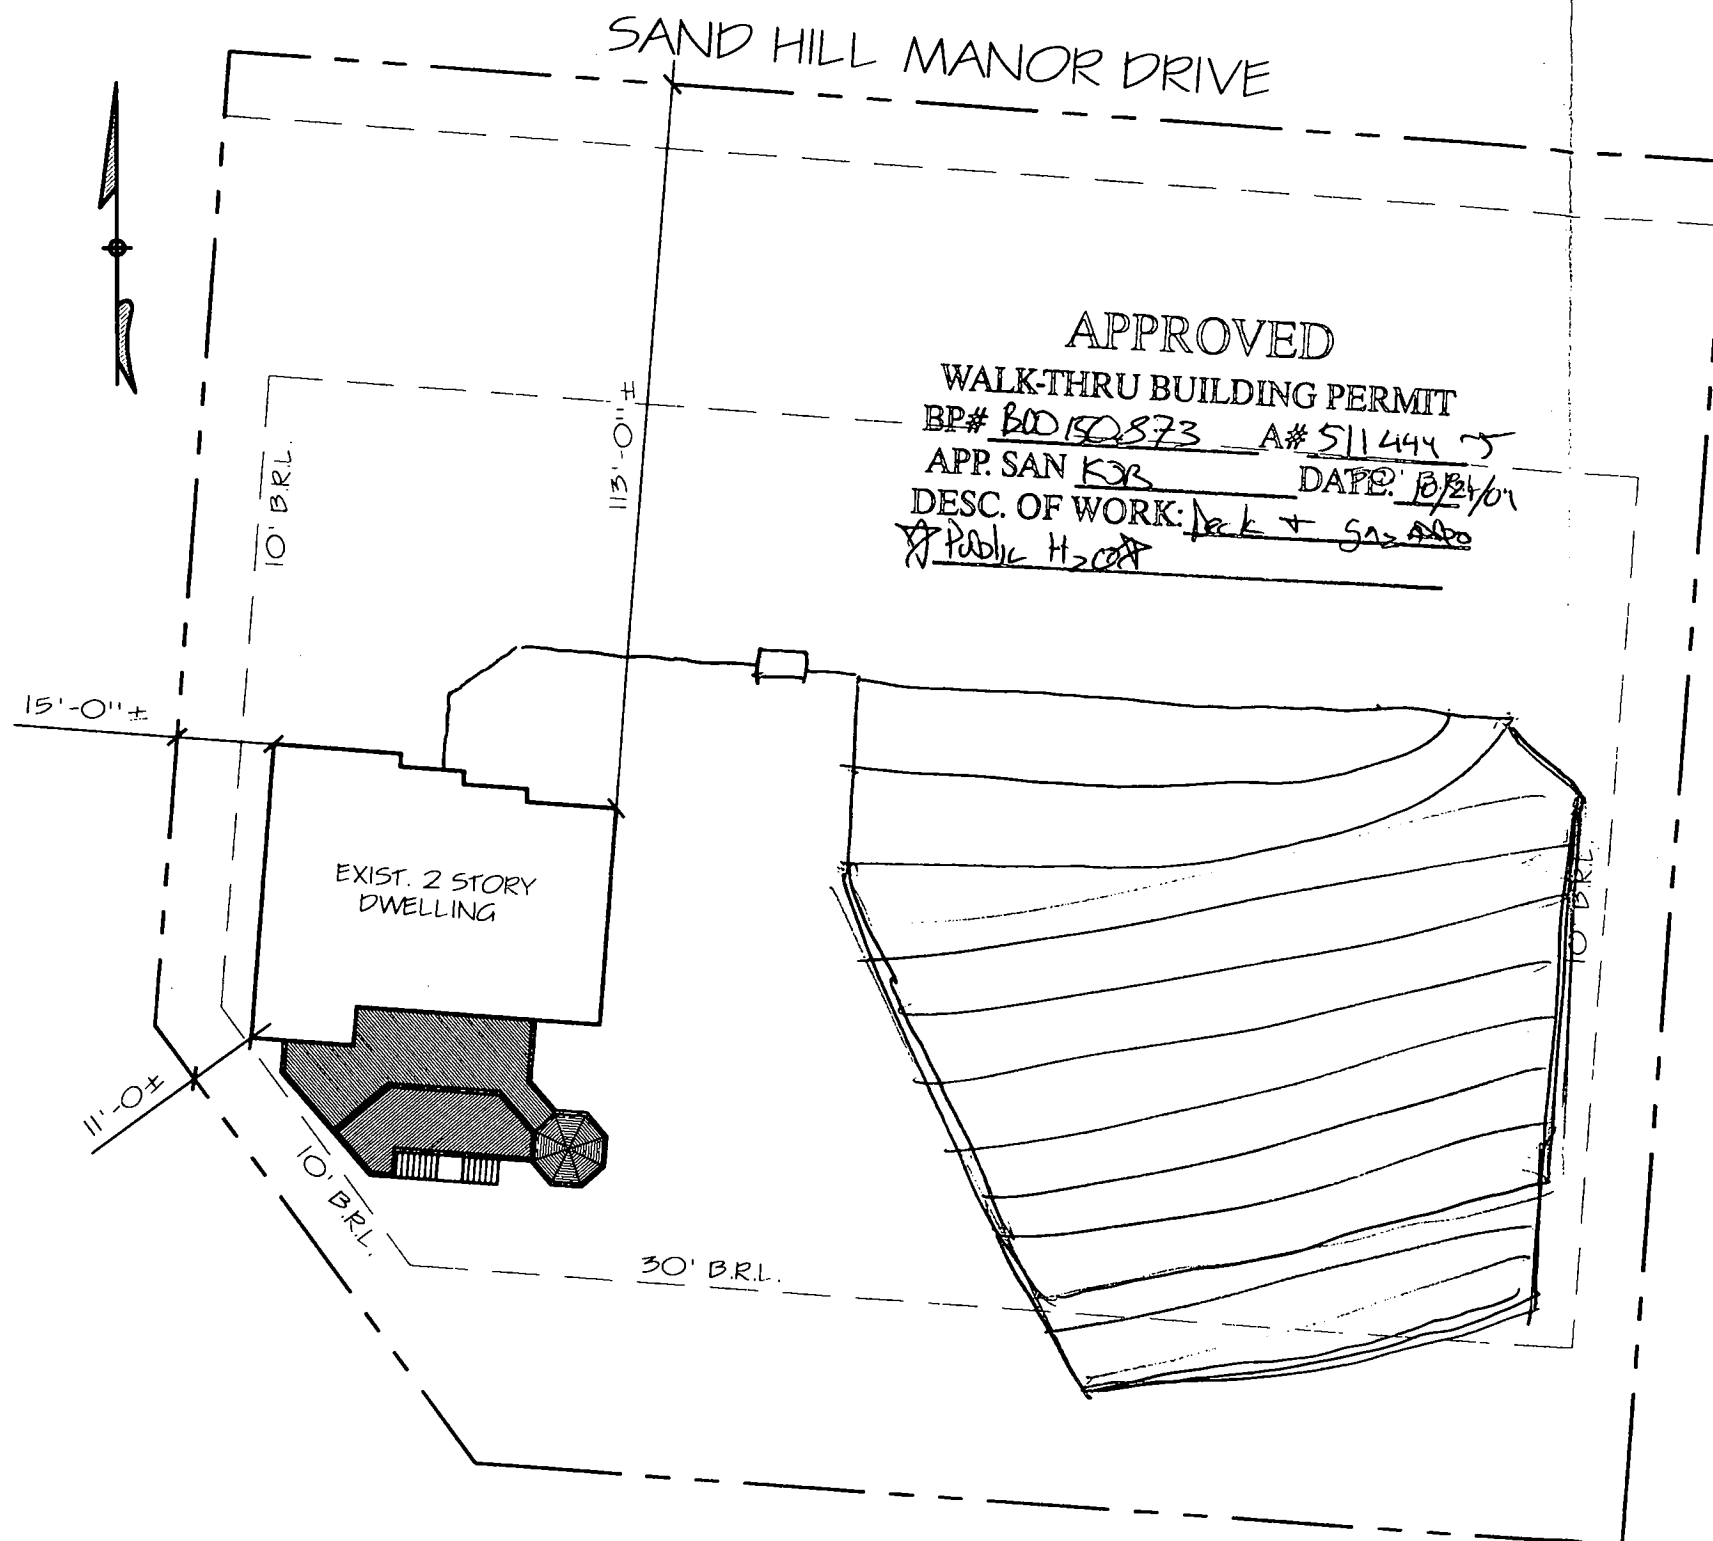 SAND HILL MANOR DRIVE
APPROVED
WALK-THRU BUILDING PERMIT
BP# B00150873 A# 511444
APP. SAN DATE:
DESC. OF WORK: Deck +
Public H2O
113'-0" ±
10' B.R.L.
15'-0" ±
EXIST. 2 STORY
DWELLING
10' B.R.L.
11'-0 ±
10' B.R.L.
30' B.R.L.